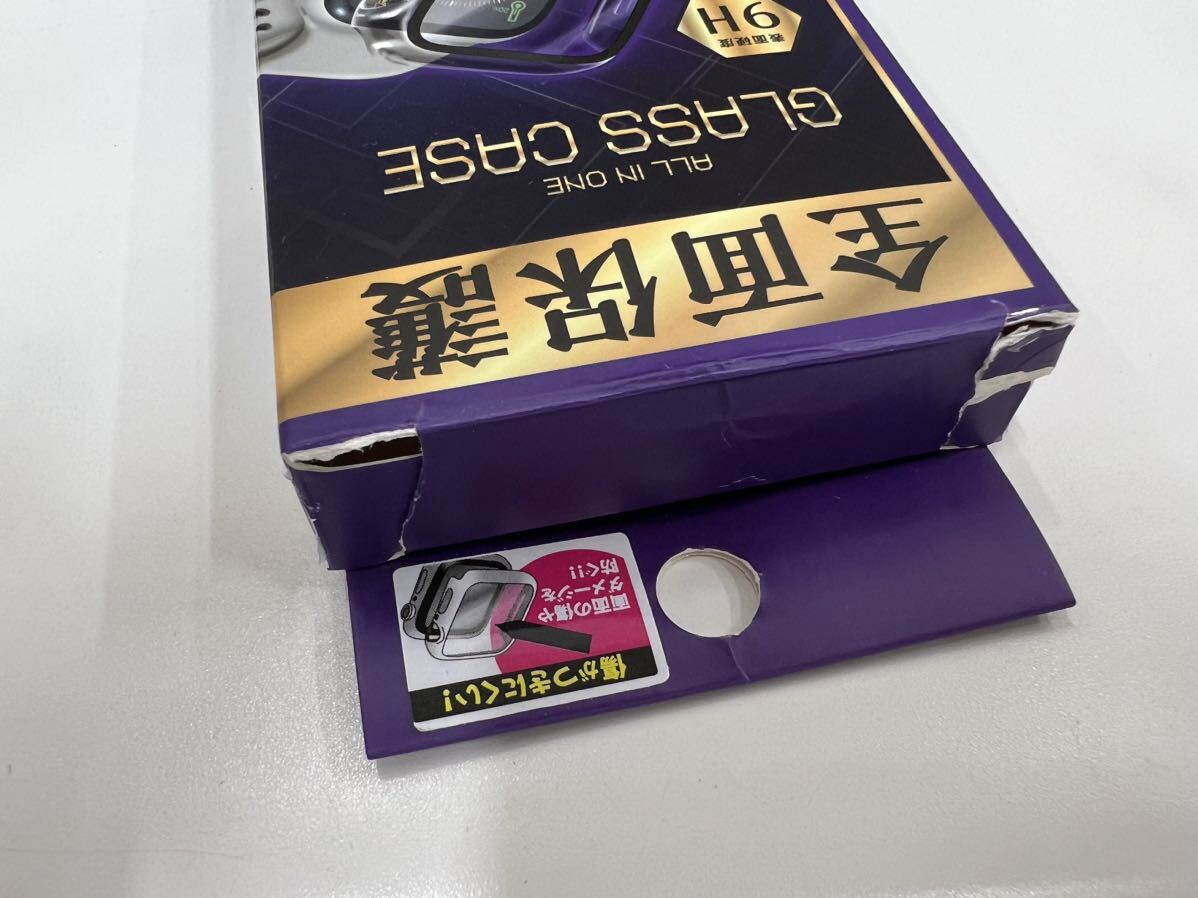 全面保護
ALL IN ONE
GLASS CASE
表面硬度
9H
傷がつきにくい!
画面の傷や
ダメージを
防ぐ!!